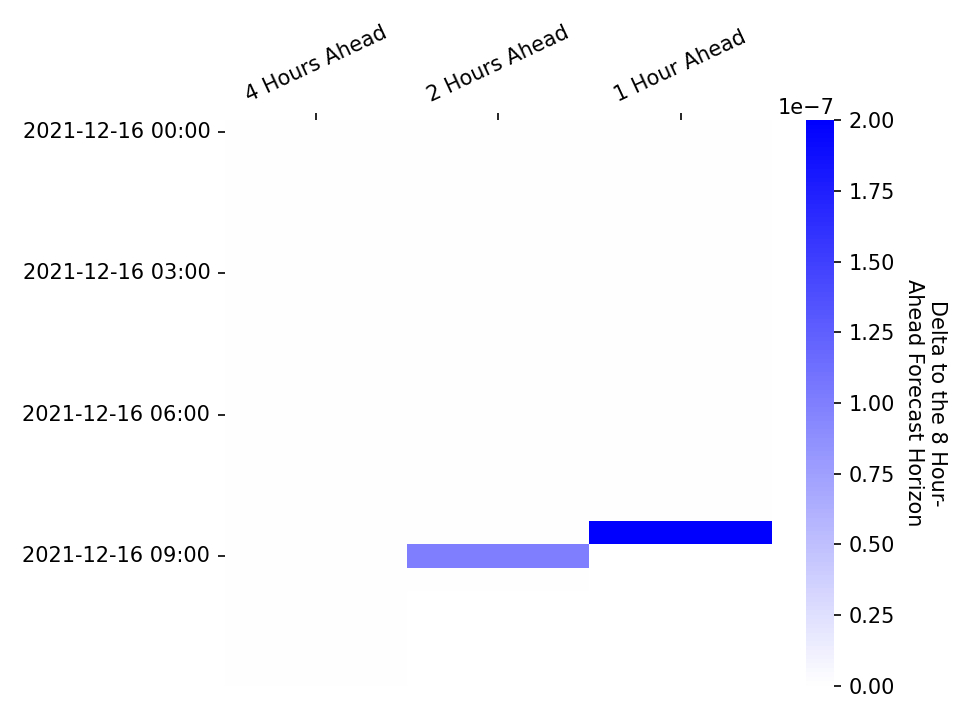 4 Hours Ahead
2 Hours Ahead
1 Hour Ahead
2021-12-16 00:00
2021-12-16 03:00
2021-12-16 06:00
2021-12-16 09:00
1e−7
2.00
1.75
1.50
1.25
1.00
0.75
0.50
0.25
0.00
Delta to the 8 Hour-
Ahead Forecast Horizon